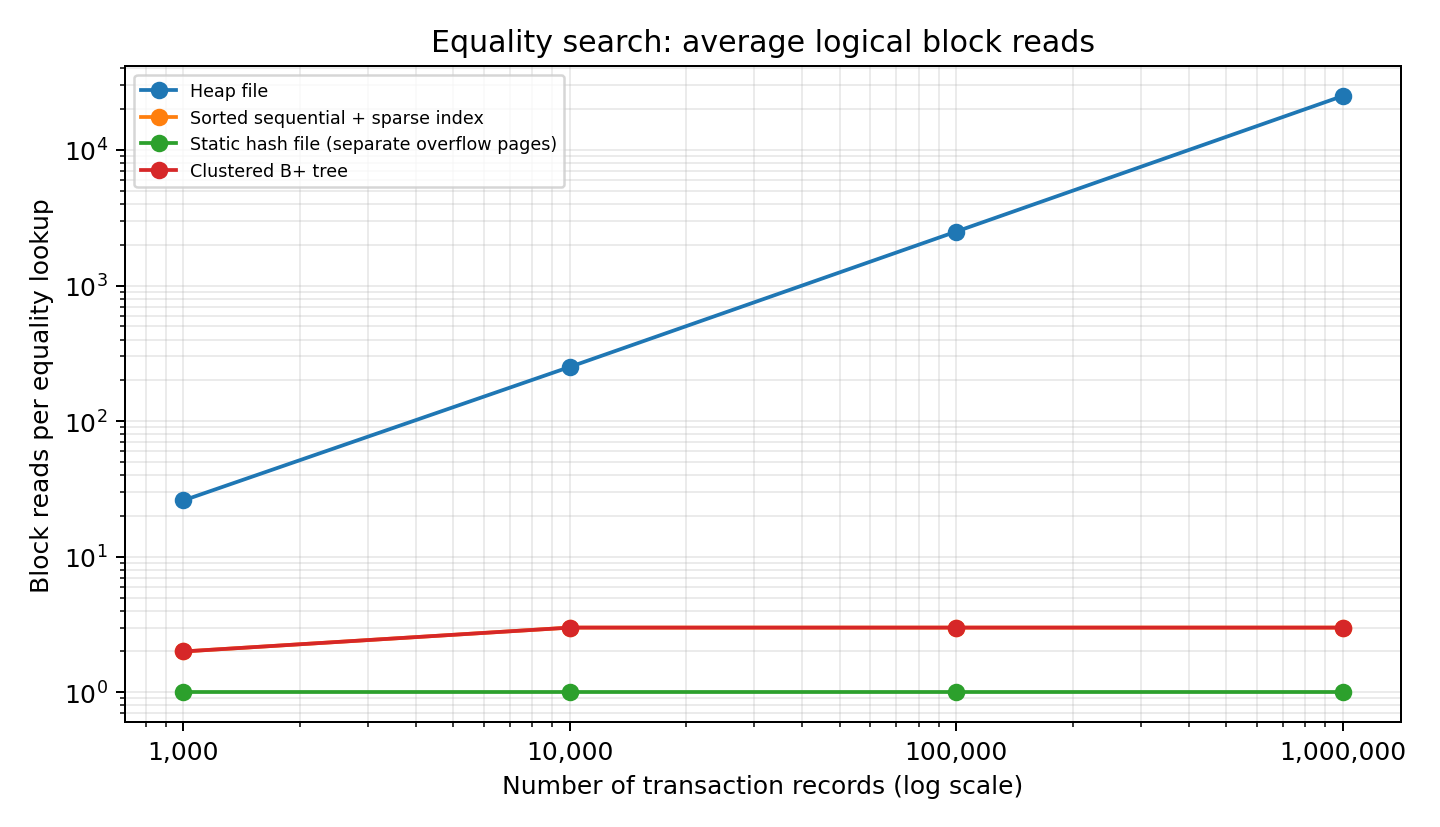 Equality search: average logical block reads
Heap file
Sorted sequential + sparse index
Static hash file (separate overflow pages)
Clustered B+ tree
Block reads per equality lookup
10⁴
10³
10²
10¹
10⁰
1,000 10,000 100,000 1,000,000
Number of transaction records (log scale)